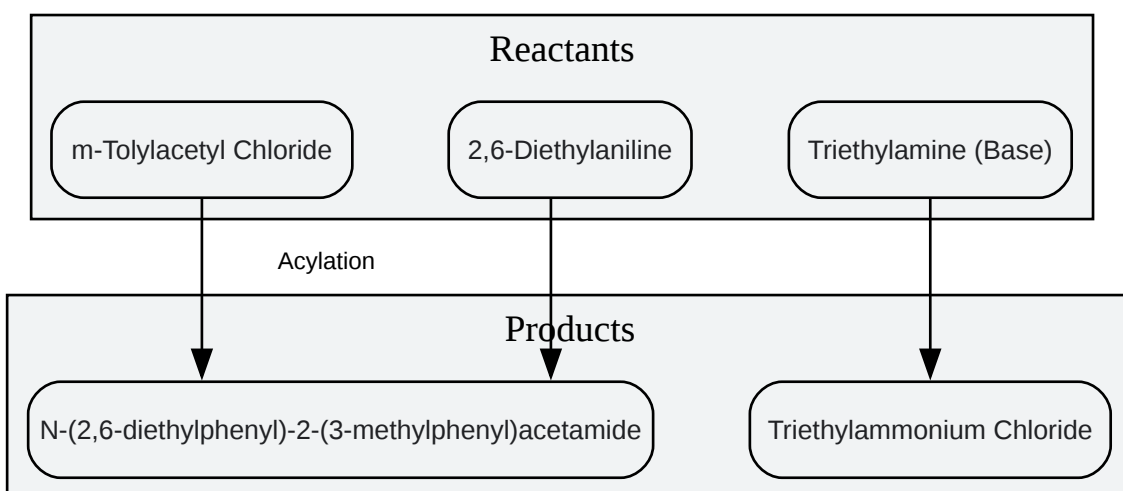 Reactants
m-Tolylacetyl Chloride
2,6-Diethylaniline
Triethylamine (Base)
Acylation
Products
N-(2,6-diethylphenyl)-2-(3-methylphenyl)acetamide
Triethylammonium Chloride